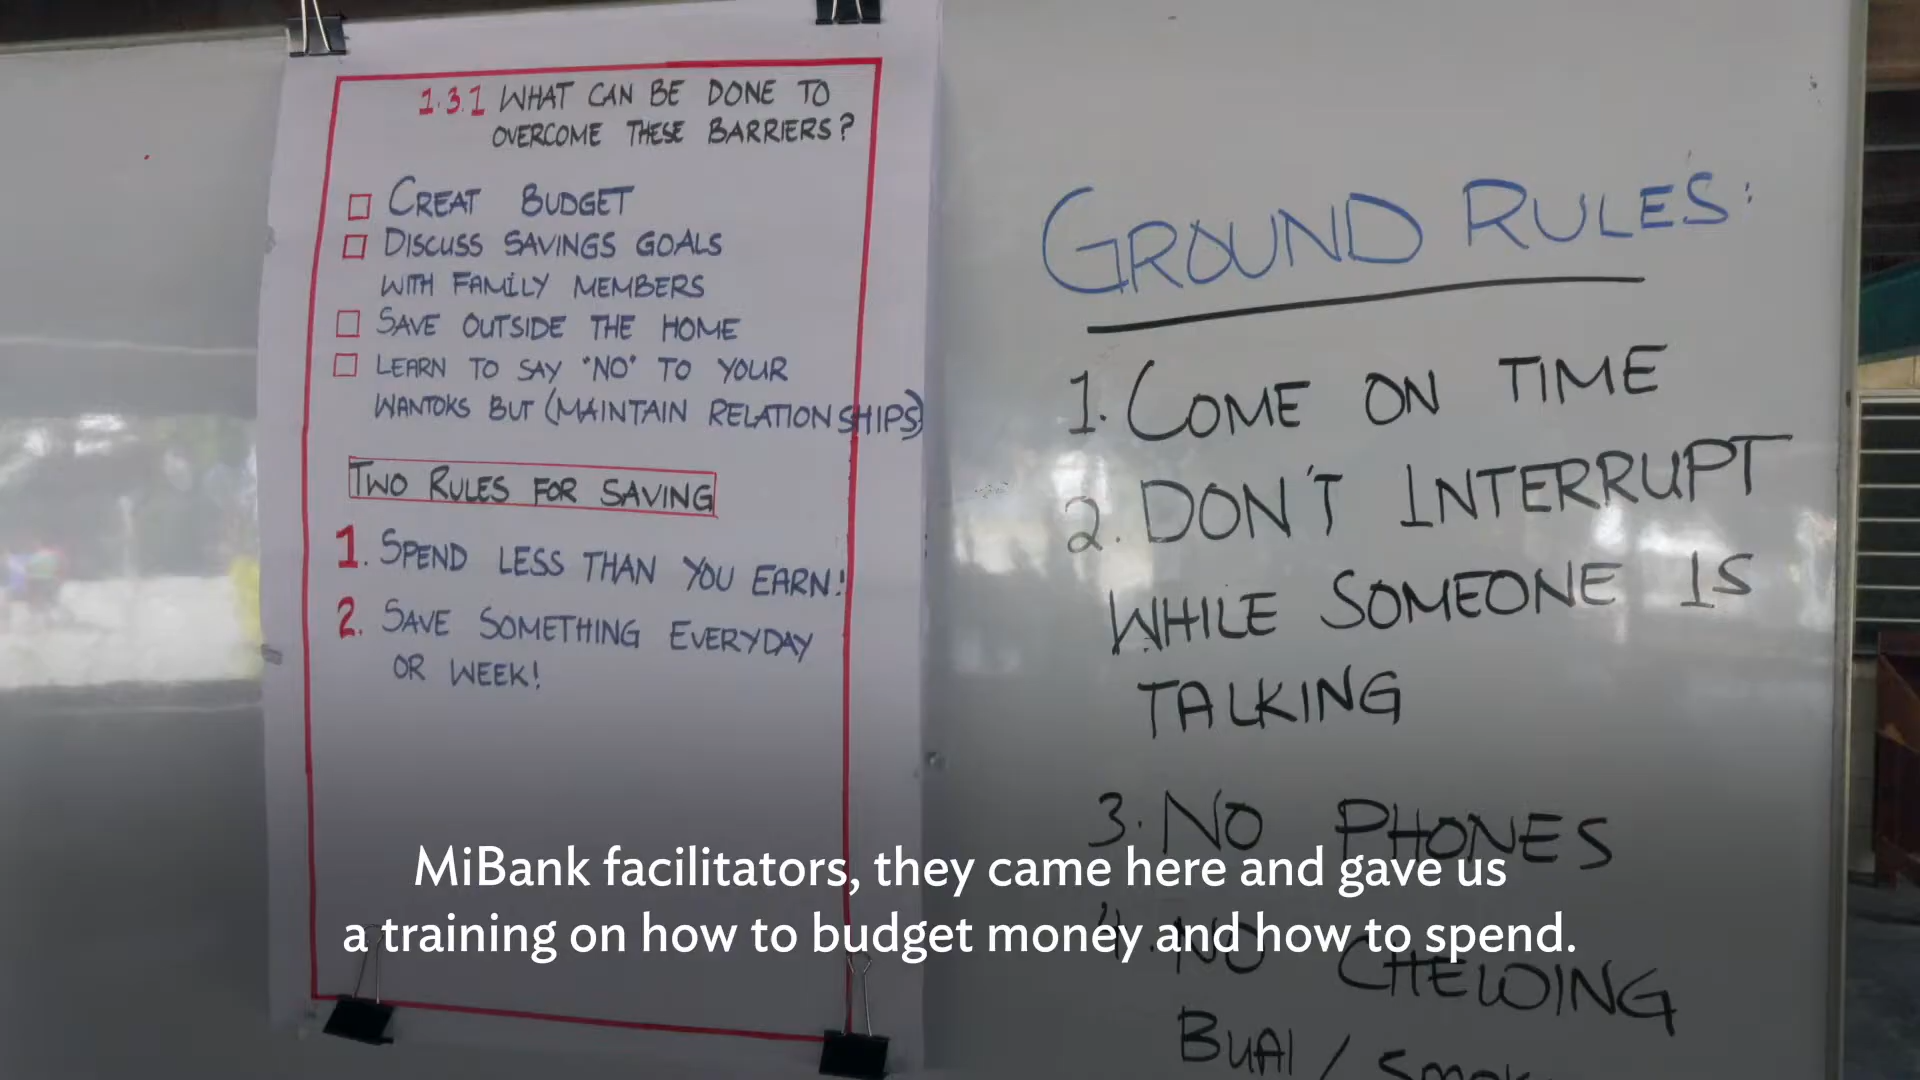 1.3.1 WHAT CAN BE DONE TO
OVERCOME THESE BARRIERS?
CREAT BUDGET
DISCUSS SAVINGS GOALS
WITH FAMILY MEMBERS
SAVE OUTSIDE THE HOME
LEARN TO SAY "NO" TO YOUR
WANTOKS BUT (MAINTAIN RELATIONSHIPS)
TWO RULES FOR SAVING
1. SPEND LESS THAN YOU EARN!
2. SAVE SOMETHING EVERYDAY
OR WEEK!
GROUND RULES:
1. COME ON TIME
2. DON'T INTERRUPT
WHILE SOMEONE IS
TALKING
3. NO PHONES
4. NO CHEWING
BUAI /
MiBank facilitators, they came here and gave us
a training on how to budget money and how to spend.